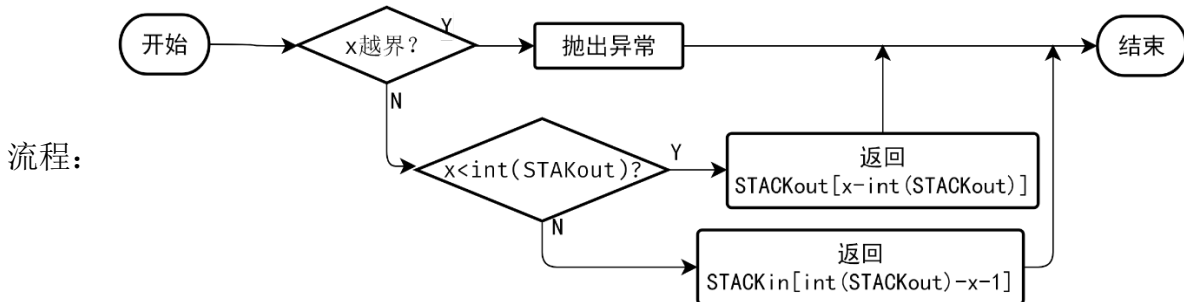 开始
x越界？
Y
抛出异常
结束
N
流程：
x<int(STAKout)?
Y
返回
STACKout[x-int(STACKout)]
N
返回
STACKin[int(STACKout)-x-1]